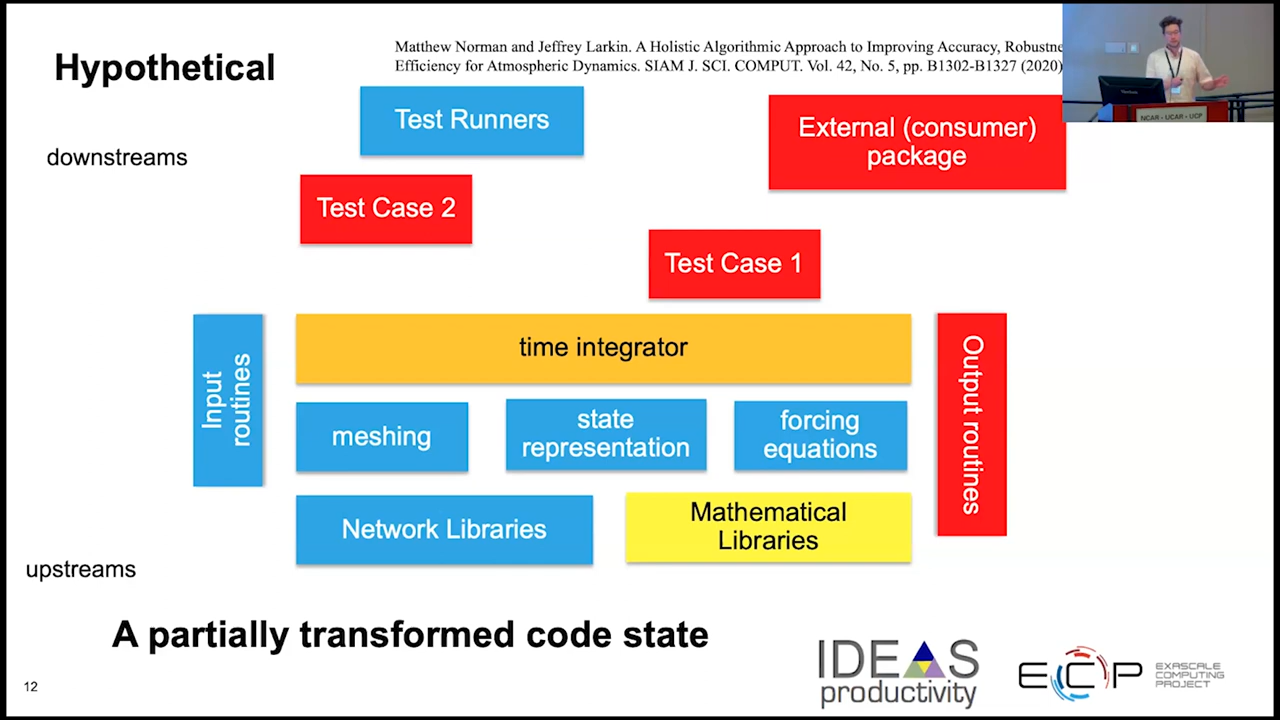 Hypothetical
Matthew Norman and Jeffrey Larkin. A Holistic Algorithmic Approach to Improving Accuracy,
Efficiency for Atmospheric Dynamics. SIAM J. SCI. COMPUT. Vol. 42, No. 5, pp. B1302-B1327 (2020)
NCAR • UCAR • UCP
Test Runners
External (consumer)
package
downstreams
Test Case 2
Test Case 1
Input
routines
time integrator
Output routines
meshing
state
representation
forcing
equations
Network Libraries
Mathematical
Libraries
upstreams
A partially transformed code state
12
IDEAS
productivity
ECP
EXASCALE
COMPUTING
PROJECT